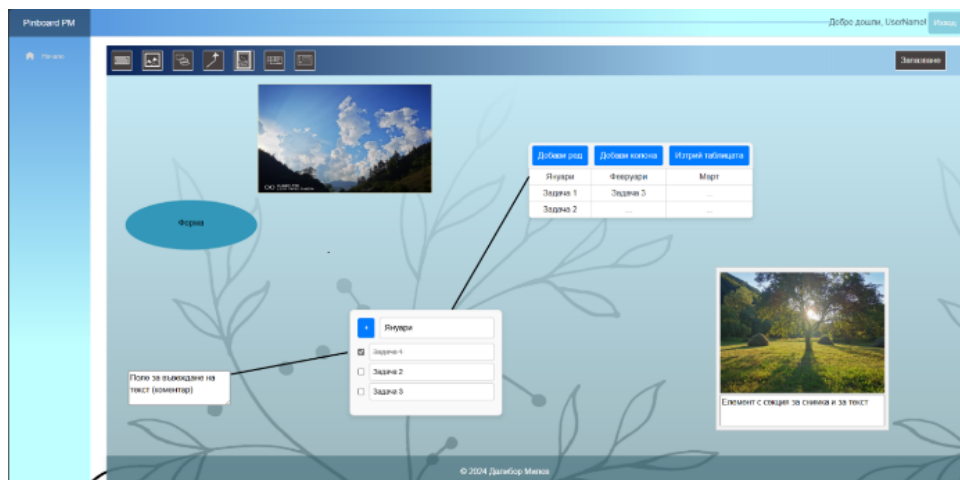 Pinboard PM
Добре дошли, UserName!
Изход
Начало
Запазване
Добави ред
Добави колона
Изтрий таблицата
Януари
Февруари
Март
Задача 1
Задача 3
...
Задача 2
...
...
Форма
+
Януари
Задача 1
Задача 2
Задача 3
Поле за въвеждане на
текст (коментар)
Елемент с секция за снимка и за текст
© 2024 Далибор Милев